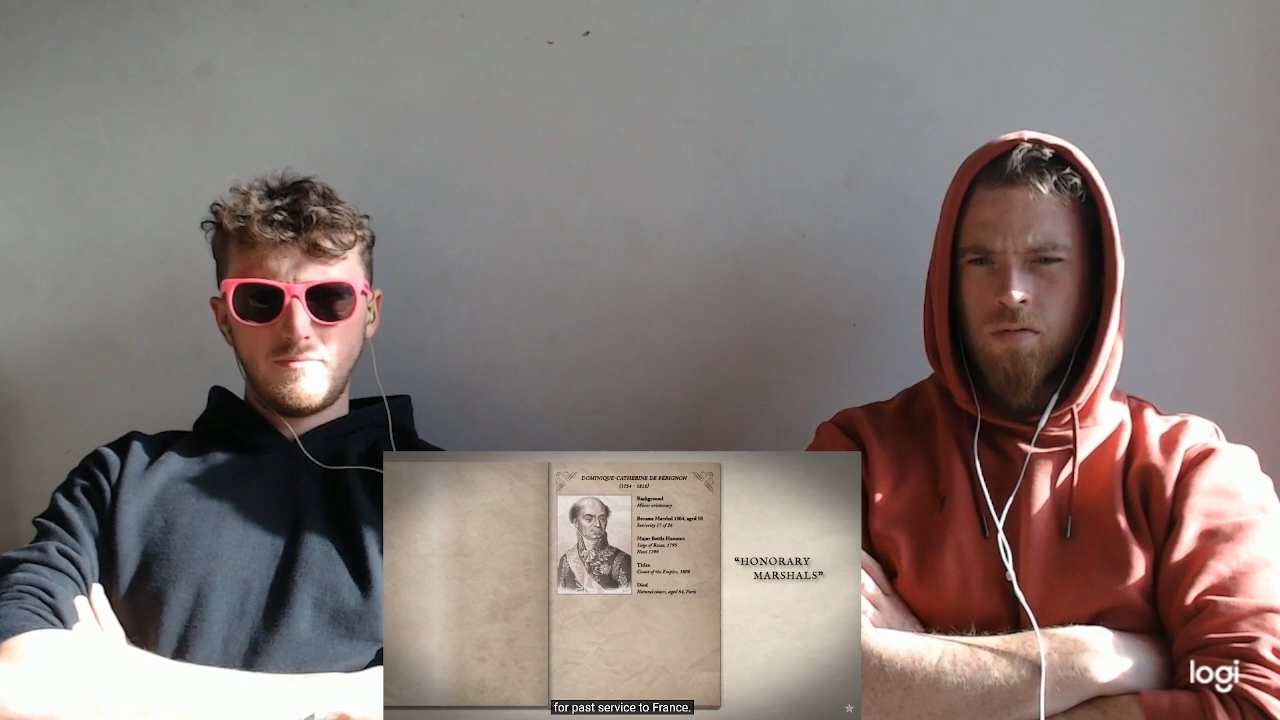 DOMINIQUE-CATHERINE DE PÉRIGNON
(1754 - 1818)
Background
Minor aristocracy
Became Marshal 1804, aged 50
Seniority 17 of 26
Major Battle Honours
Siege of Rosas, 1795
Novi 1799
Titles
Count of the Empire, 1808
Died
Natural causes, aged 64, Paris
“HONORARY
MARSHALS”
for past service to France.
logi